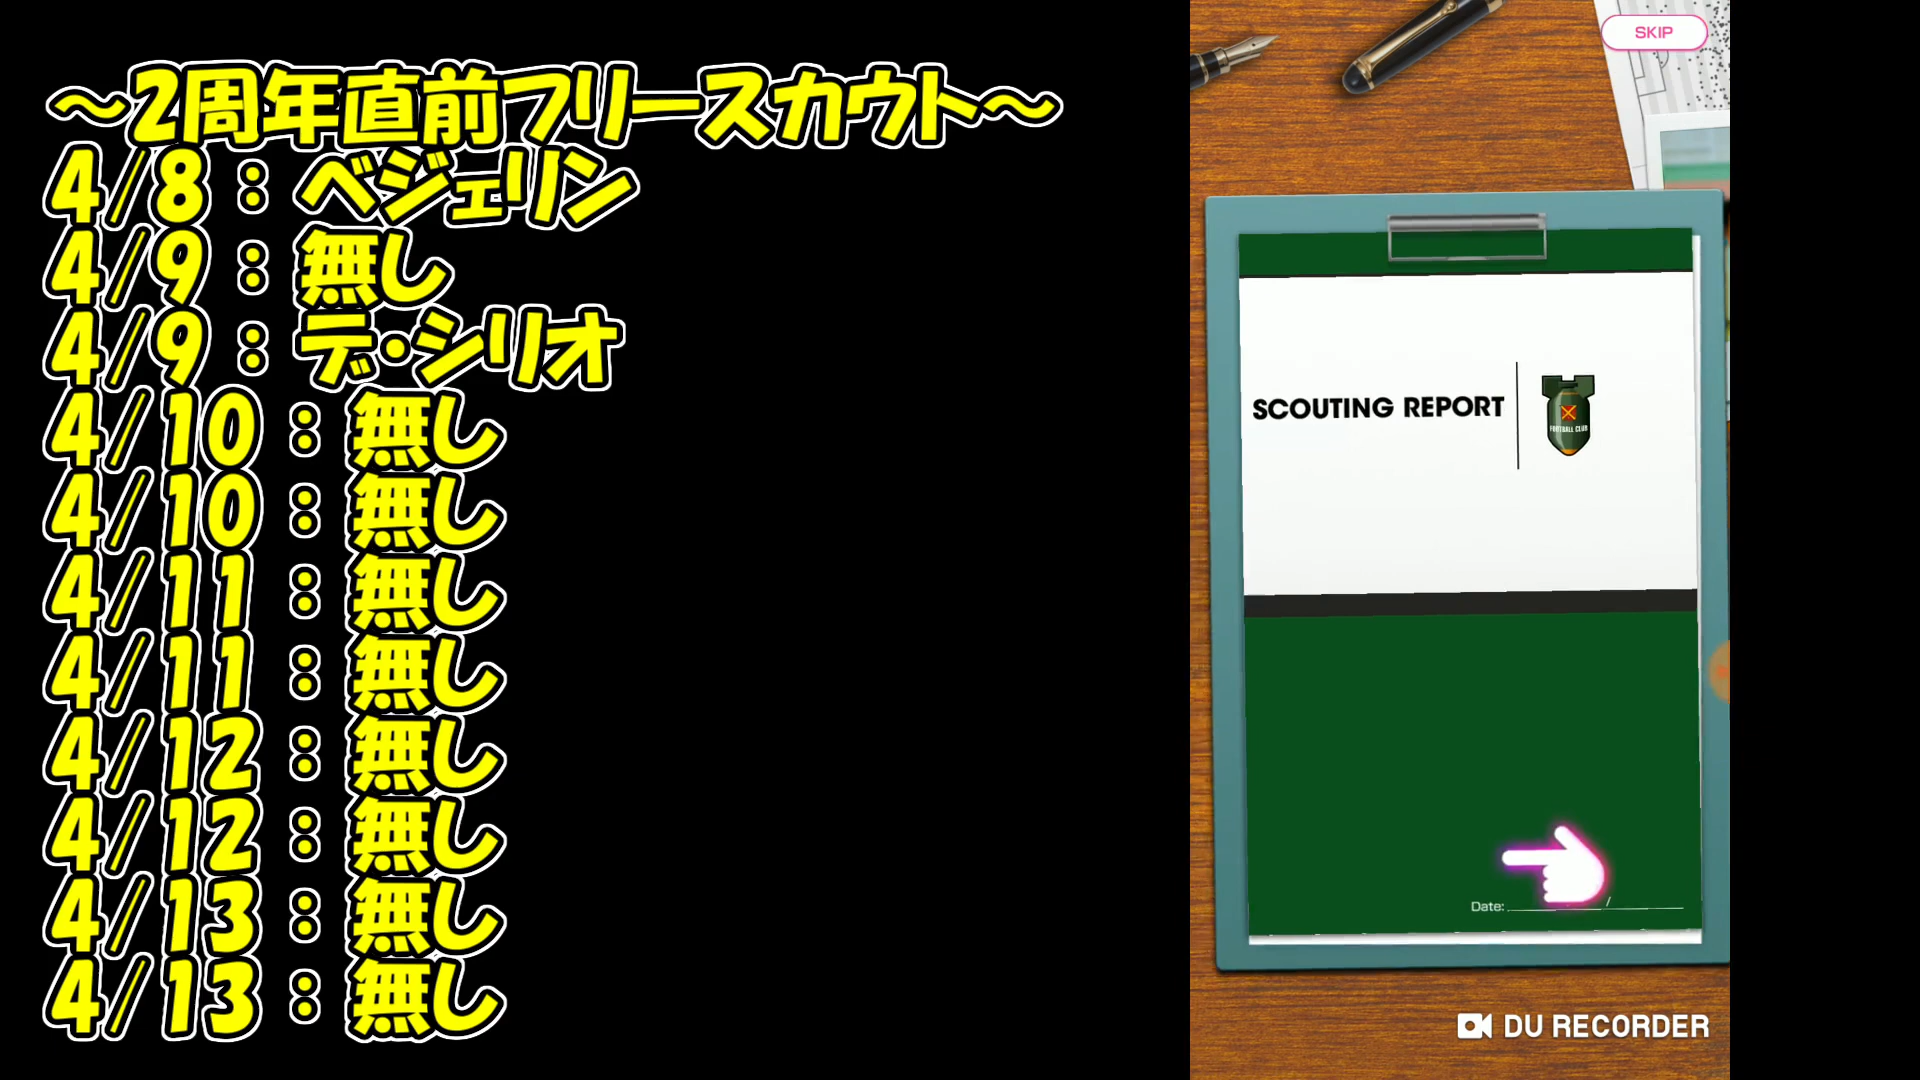 ～2周年直前フリースカウト～
4/8：ベジェリン
4/9：無し
4/9：デ・シリオ
4/10：無し
4/10：無し
4/11：無し
4/11：無し
4/12：無し
4/12：無し
4/13：無し
4/13：無し
SKIP
SCOUTING REPORT
FOOTBALL CLUB
Date: /
DU RECORDER